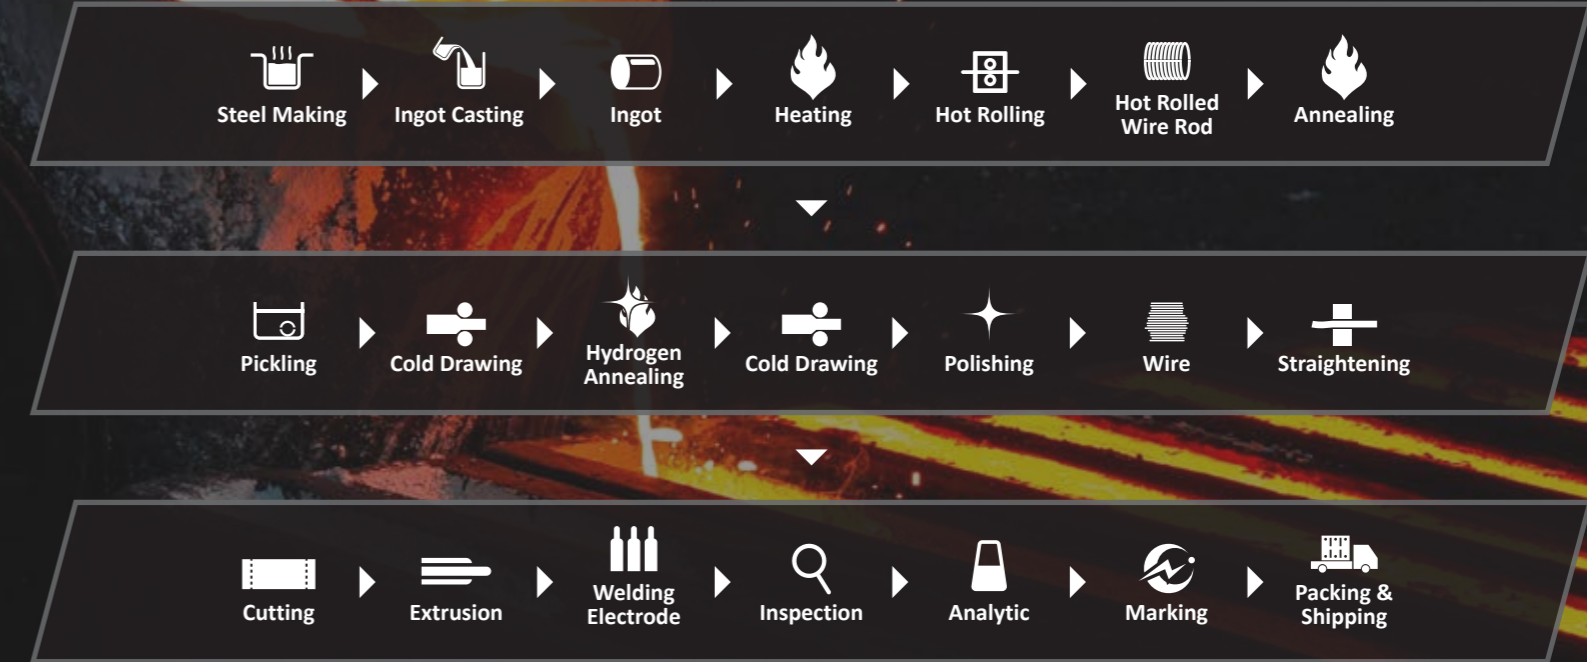 Steel Making
Ingot Casting
Ingot
Heating
Hot Rolling
Hot Rolled
Wire Rod
Annealing
Pickling
Cold Drawing
Hydrogen
Annealing
Cold Drawing
Polishing
Wire
Straightening
Cutting
Extrusion
Welding
Electrode
Inspection
Analytic
Marking
Packing &
Shipping